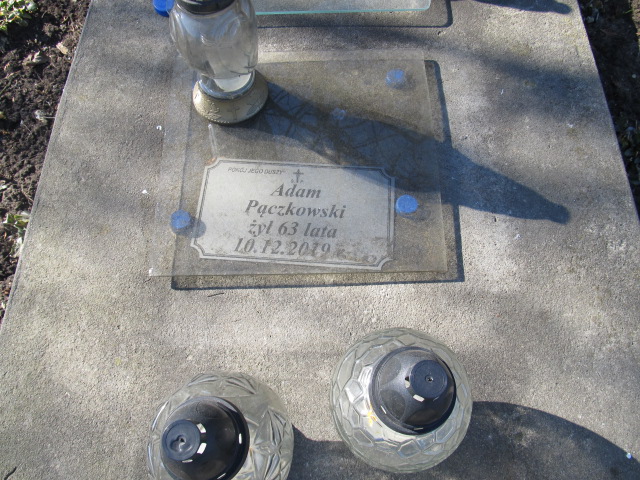 POKÓJ JEGO DUSZY
Adam
Pączkowski
żył 63 lata
10.12.2019